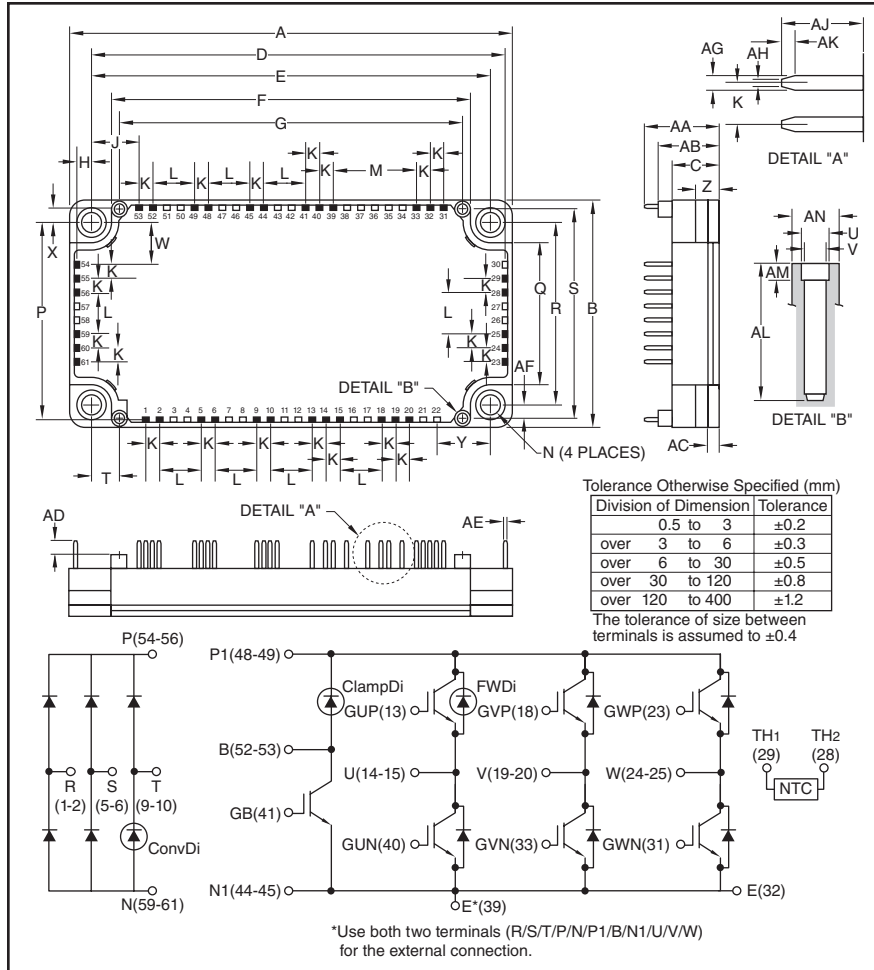 A
D
E
F
G
J
H
K L K L K L K K M K K
53 52 51 50 49 48 47 46 45 44 43 42 41 40 39 38 37 36 35 34 33 32 31
X
W
P
54
55
56
57
58
59
60
61
K
K
L
K
K
30
29
28
27
26
25
24
23
K
L
K
K
Q
R
S
B
AF
DETAIL "B"
1 2 3 4 5 6 7 8 9 10 11 12 13 14 15 16 17 18 19 20 21 22
K K K K K Y
T
L L L K L K
N (4 PLACES)
AJ
AK
AH
AG
K
DETAIL "A"
AA
AB
C
Z
AC
AN
U
V
AM
AL
DETAIL "B"
AD
DETAIL "A"
AE
Tolerance Otherwise Specified (mm)
Division of Dimension Tolerance
0.5 to 3 ±0.2
over 3 to 6 ±0.3
over 6 to 30 ±0.5
over 30 to 120 ±0.8
over 120 to 400 ±1.2
The tolerance of size between
terminals is assumed to ±0.4
P(54-56)
R
(1-2)
S
(5-6)
T
(9-10)
ConvDi
N(59-61)
P1(48-49)
ClampDi
FWDi
GUP(13)
GVP(18)
GWP(23)
B(52-53)
U(14-15)
V(19-20)
W(24-25)
GB(41)
GUN(40)
GVN(33)
GWN(31)
N1(44-45)
E*(39)
E(32)
TH1
(29)
TH2
(28)
NTC
*Use both two terminals (R/S/T/P/N/P1/B/N1/U/V/W)
for the external connection.